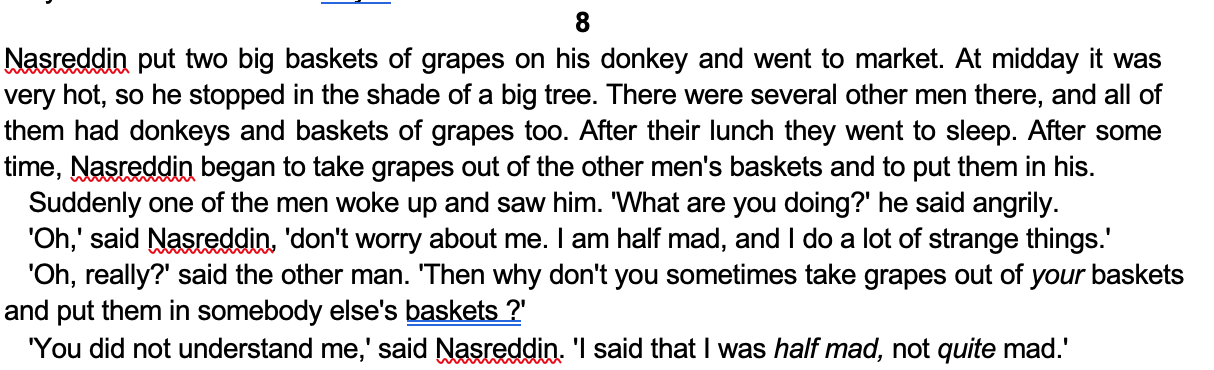 8
Nasreddin put two big baskets of grapes on his donkey and went to market. At midday it was
very hot, so he stopped in the shade of a big tree. There were several other men there, and all of
them had donkeys and baskets of grapes too. After their lunch they went to sleep. After some
time, Nasreddin began to take grapes out of the other men's baskets and to put them in his.
Suddenly one of the men woke up and saw him. 'What are you doing?' he said angrily.
'Oh,' said Nasreddin, 'don't worry about me. I am half mad, and I do a lot of strange things.'
'Oh, really?' said the other man. 'Then why don't you sometimes take grapes out of your baskets
and put them in somebody else's baskets ?'
'You did not understand me,' said Nasreddin. 'I said that I was half mad, not quite mad.'